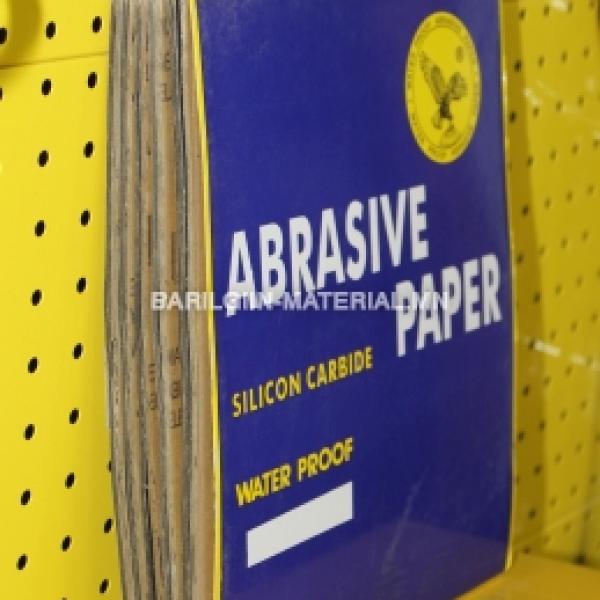 ABRASIVE
PAPER
BARILGIIN-MATERIAL.MN
SILICON CARBIDE
WATER PROOF